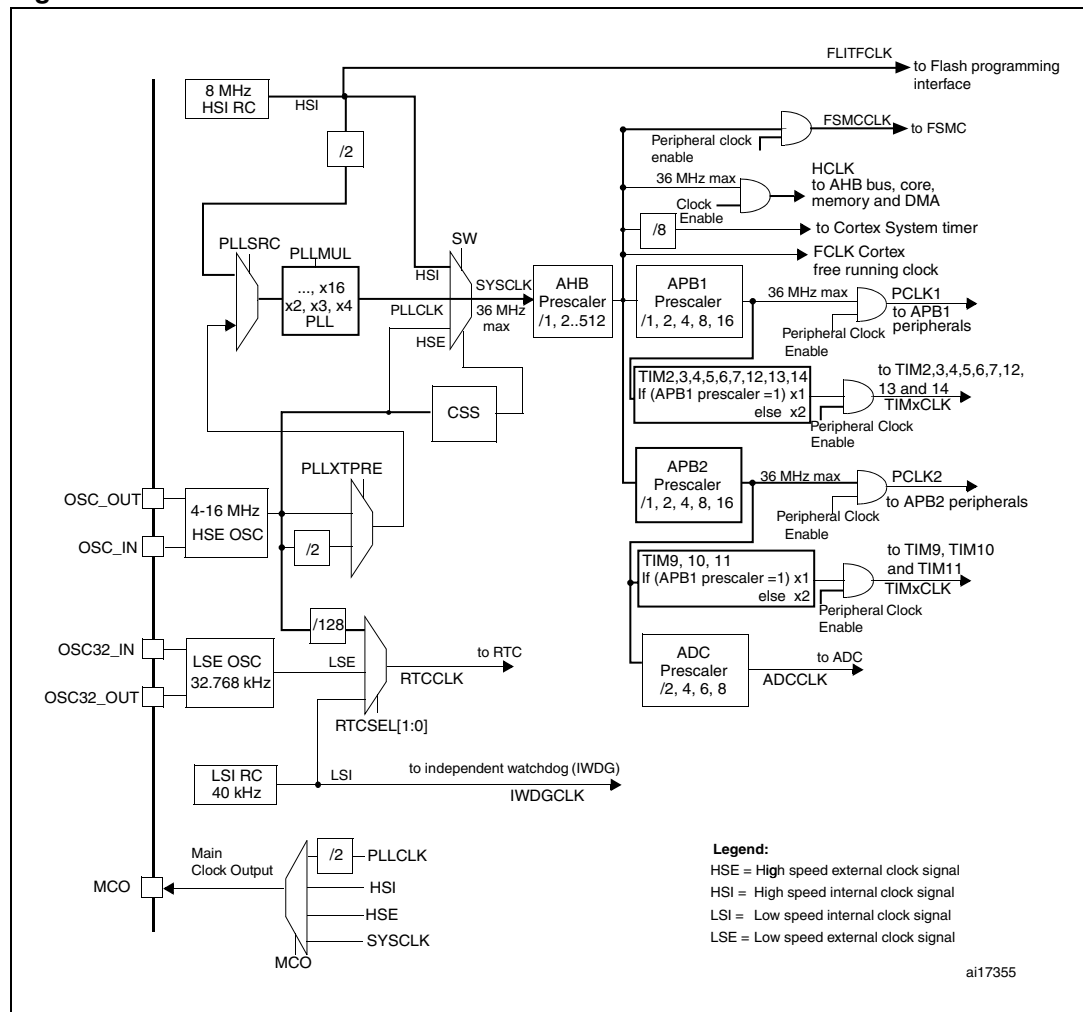 FLITFCLK
to Flash programming
interface
8 MHz
HSI RC
HSI
/2
FSMCCLK
to FSMC
Peripheral clock
enable
36 MHz max
HCLK
to AHB bus, core,
memory and DMA
Clock
Enable
/8
to Cortex System timer
FCLK Cortex
free running clock
PLLSRC
PLLMUL
..., x16
x2, x3, x4
PLL
SW
HSI
PLLCLK
HSE
SYSCLK
36 MHz
max
AHB
Prescaler
/1, 2..512
APB1
Prescaler
/1, 2, 4, 8, 16
36 MHz max
PCLK1
to APB1
peripherals
Peripheral Clock
Enable
TIM2,3,4,5,6,7,12,13,14
If (APB1 prescaler =1) x1
else x2
to TIM2,3,4,5,6,7,12,
13 and 14
TIMxCLK
Peripheral Clock
Enable
CSS
PLLXTPRE
OSC_OUT
OSC_IN
4-16 MHz
HSE OSC
/2
APB2
Prescaler
/1, 2, 4, 8, 16
36 MHz max
PCLK2
to APB2 peripherals
Peripheral Clock
Enable
TIM9, 10, 11
If (APB1 prescaler =1) x1
else x2
to TIM9, TIM10
and TIM11
TIMxCLK
Peripheral Clock
Enable
/128
OSC32_IN
OSC32_OUT
LSE OSC
32.768 kHz
LSE
to RTC
RTCCLK
RTCSEL[1:0]
ADC
Prescaler
/2, 4, 6, 8
to ADC
ADCCLK
LSI RC
40 kHz
LSI
to independent watchdog (IWDG)
IWDGCLK
Main
Clock Output
MCO
/2
PLLCLK
HSI
HSE
SYSCLK
MCO
Legend:
HSE = High speed external clock signal
HSI = High speed internal clock signal
LSI = Low speed internal clock signal
LSE = Low speed external clock signal
ai17355